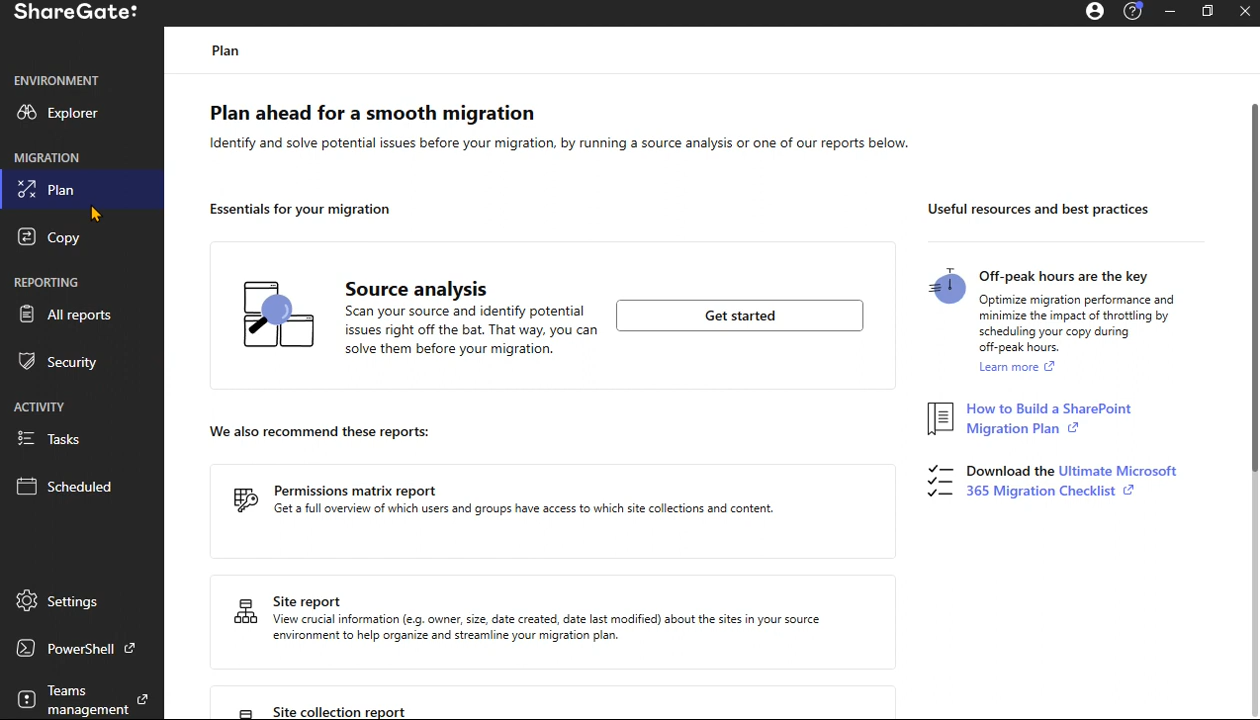 ShareGate:
ENVIRONMENT
Explorer
MIGRATION
Plan
Copy
REPORTING
All reports
Security
ACTIVITY
Tasks
Scheduled
Settings
PowerShell
Teams
management
Plan
Plan ahead for a smooth migration
Identify and solve potential issues before your migration, by running a source analysis or one of our reports below.
Essentials for your migration
Source analysis
Scan your source and identify potential
issues right off the bat. That way, you can
solve them before your migration.
Get started
We also recommend these reports:
Permissions matrix report
Get a full overview of which users and groups have access to which site collections and content.
Site report
View crucial information (e.g. owner, size, date created, date last modified) about the sites in your source
environment to help organize and streamline your migration plan.
Site collection report
Useful resources and best practices
Off-peak hours are the key
Optimize migration performance and
minimize the impact of throttling by
scheduling your copy during
off-peak hours.
Learn more
How to Build a SharePoint
Migration Plan
Download the Ultimate Microsoft
365 Migration Checklist